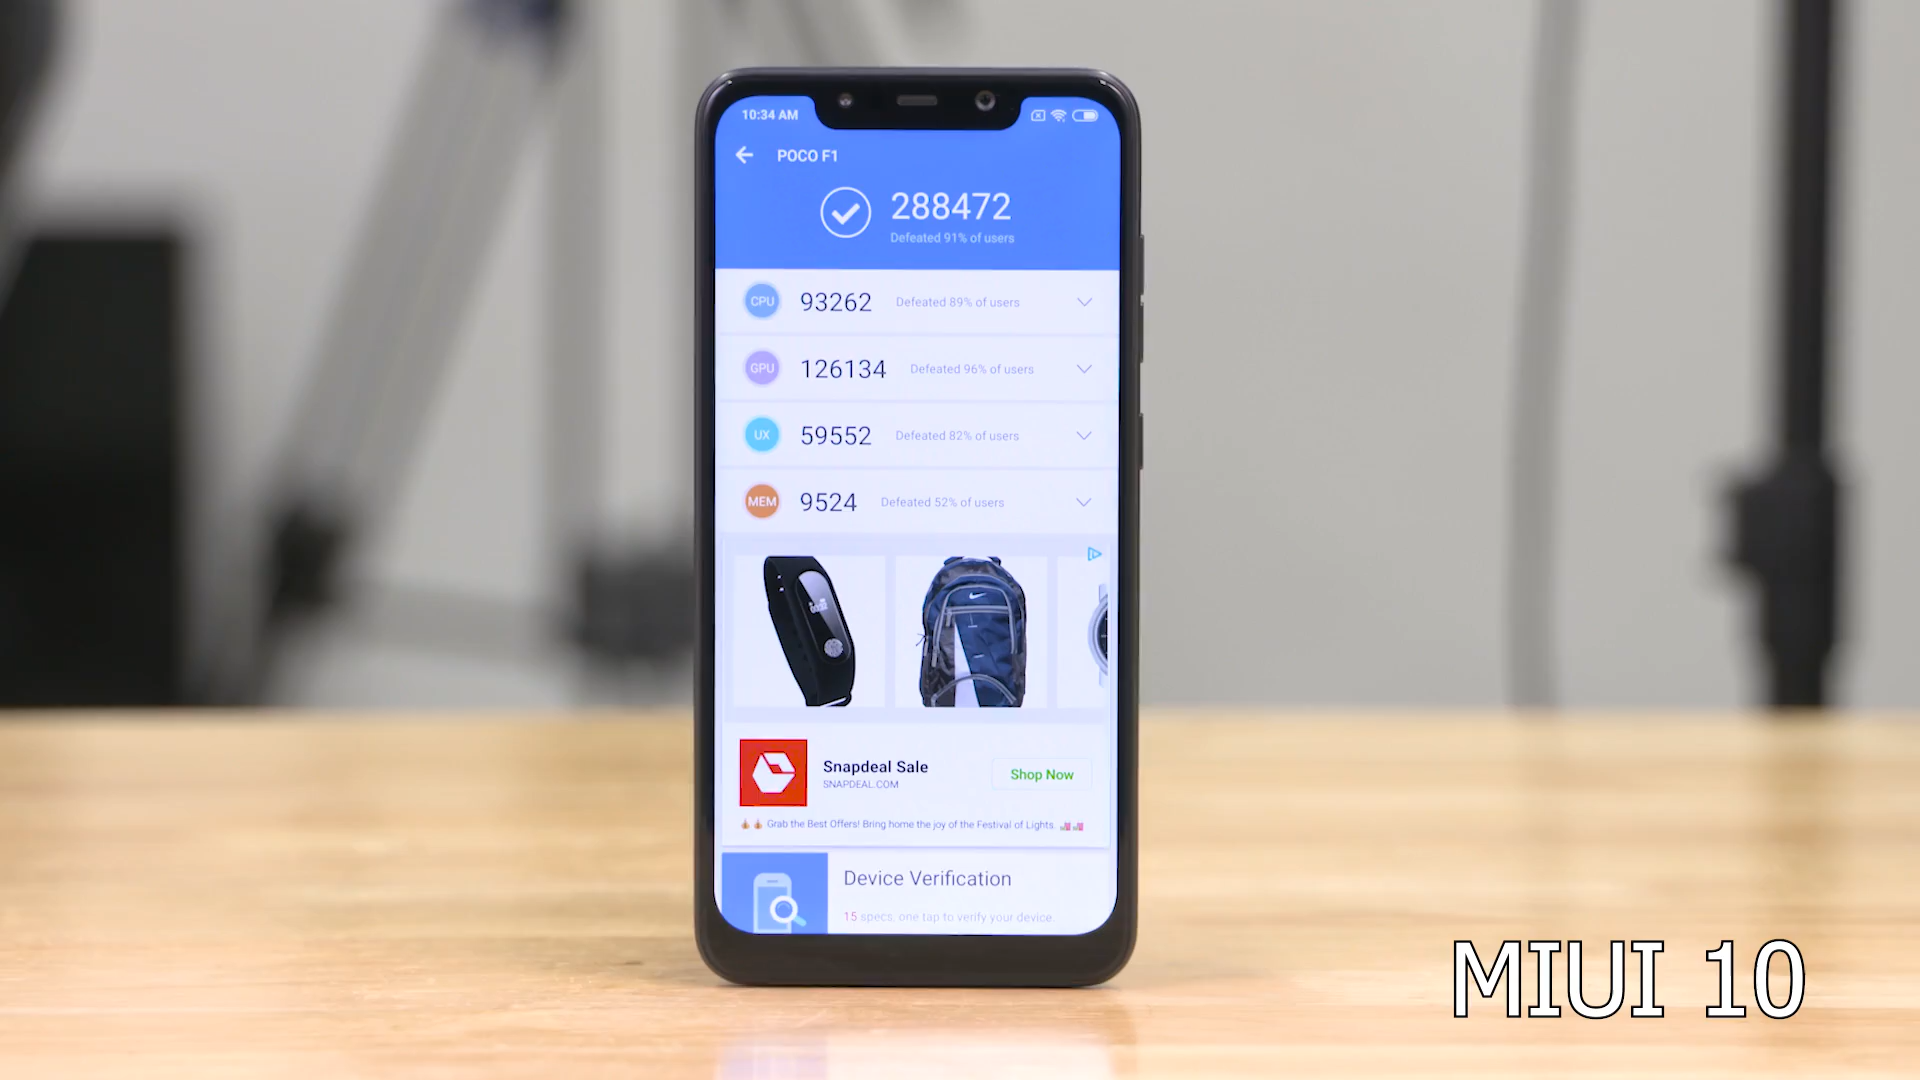 10:34 AM
POCO F1
288472
Defeated 91% of users
CPU 93262 Defeated 89% of users
GPU 126134 Defeated 96% of users
UX 59552 Defeated 82% of users
MEM 9524 Defeated 52% of users
Snapdeal Sale
SNAPDEAL.COM
Shop Now
Grab the Best Offers! Bring home the joy of the Festival of Lights
Device Verification
15 specs, one tap to verify your device.
MIUI 10